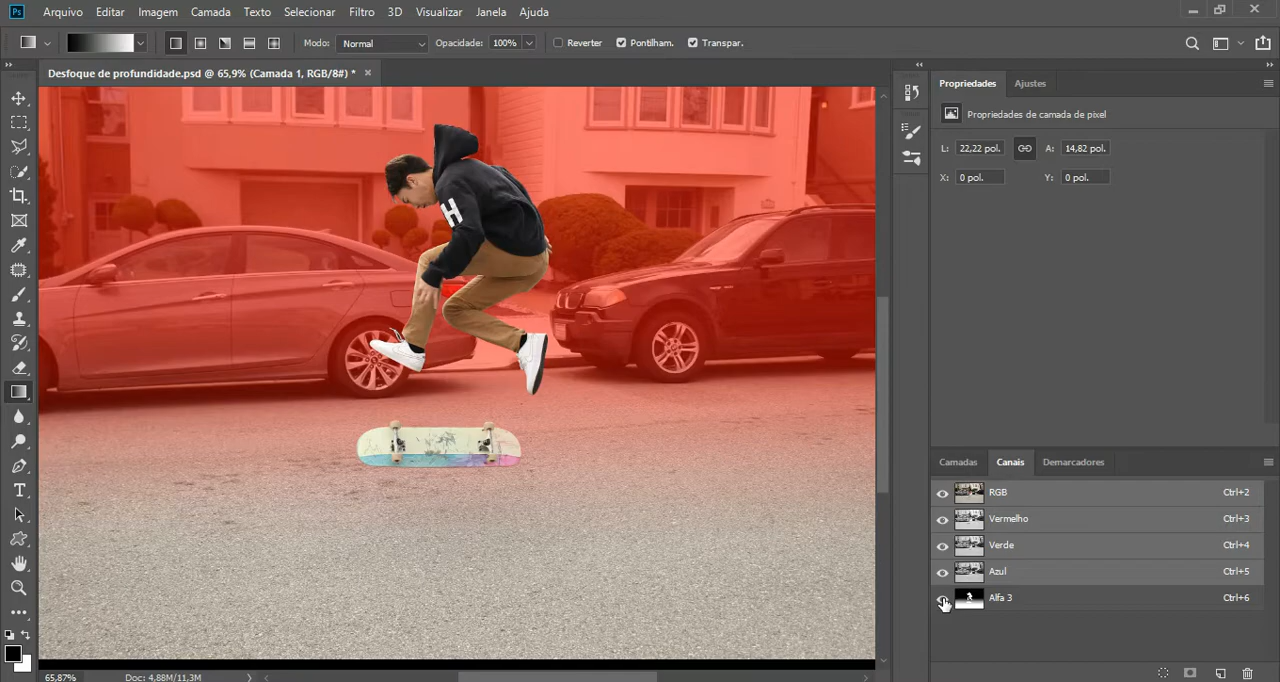 Ps Arquivo Editar Imagem Camada Texto Selecionar Filtro 3D Visualizar Janela Ajuda
Modo: Normal Opacidade: 100% Reverter Pontilham. Transpar.
Desfoque de profundidade.psd @ 65,9% (Camada 1, RGB/8#) *
Propriedades Ajustes
Propriedades de camada de pixel
L: 22,22 pol. A: 14,82 pol.
X: 0 pol. Y: 0 pol.
H
Camadas Canais Demarcadores
RGB Ctrl+2
Vermelho Ctrl+3
Verde Ctrl+4
Azul Ctrl+5
Alfa 3 Ctrl+6
T
65,87% Doc: 4,88M/11,3M